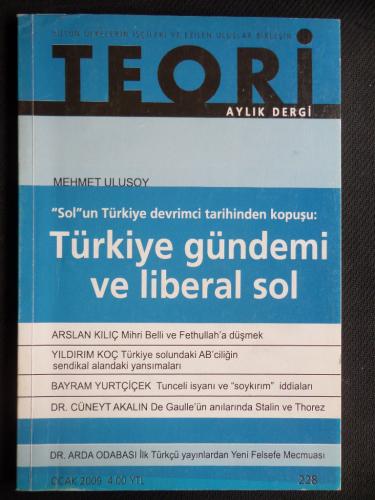 BÜTÜN ÜLKELERİN İŞÇİLERİ VE EZİLEN ULUSLAR BİRLEŞİN
TEORİ
AYLIK DERGİ
MEHMET ULUSOY
"Sol"un Türkiye devrimci tarihinden kopuşu:
Türkiye gündemi
ve liberal sol
ARSLAN KILIÇ Mihri Belli ve Fethullah'a düşmek
YILDIRIM KOÇ Türkiye solundaki AB'ciliğin
sendikal alandaki yansımaları
BAYRAM YURTÇİÇEK Tunceli isyanı ve "soykırım" iddiaları
DR. CÜNEYT AKALIN De Gaulle'ün anılarında Stalin ve Thorez
DR. ARDA ODABAŞI İlk Türkçü yayınlardan Yeni Felsefe Mecmuası
OCAK 2009 4.00 YTL 228